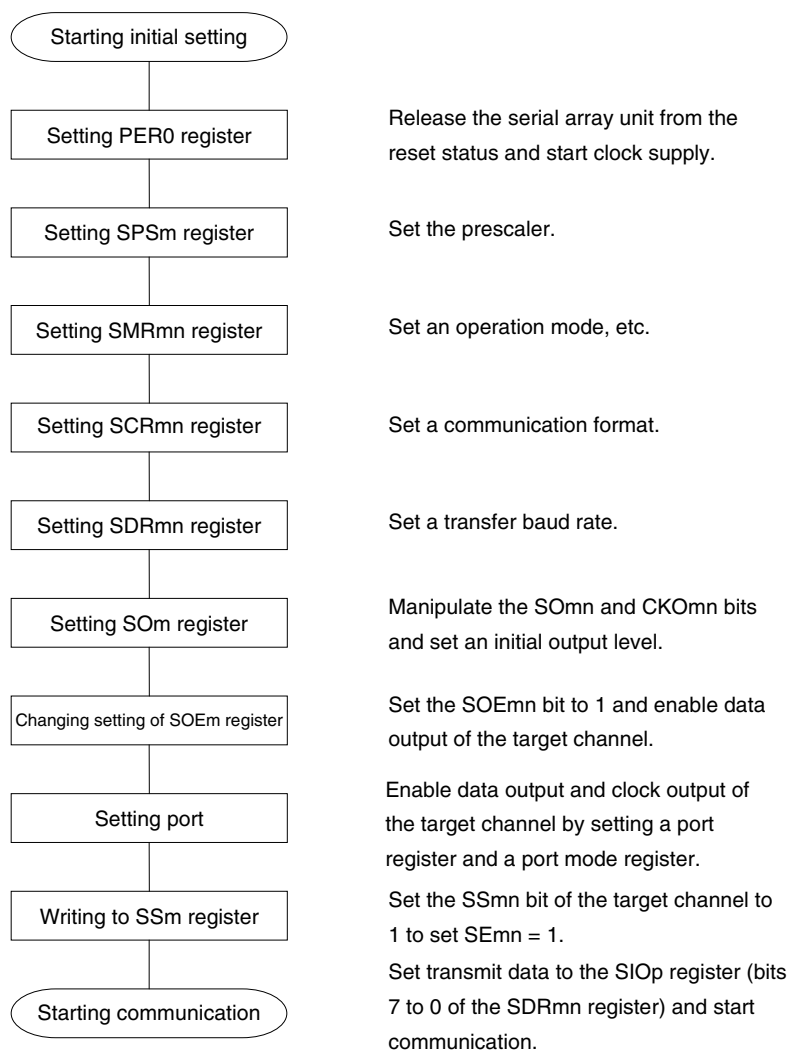 Starting initial setting
Setting PER0 register
Release the serial array unit from the
reset status and start clock supply.
Setting SPSm register
Set the prescaler.
Setting SMRmn register
Set an operation mode, etc.
Setting SCRmn register
Set a communication format.
Setting SDRmn register
Set a transfer baud rate.
Setting SOm register
Manipulate the SOmn and CKOmn bits
and set an initial output level.
Changing setting of SOEm register
Set the SOEmn bit to 1 and enable data
output of the target channel.
Setting port
Enable data output and clock output of
the target channel by setting a port
register and a port mode register.
Writing to SSm register
Set the SSmn bit of the target channel to
1 to set SEmn = 1.
Starting communication
Set transmit data to the SIOp register (bits
7 to 0 of the SDRmn register) and start
communication.